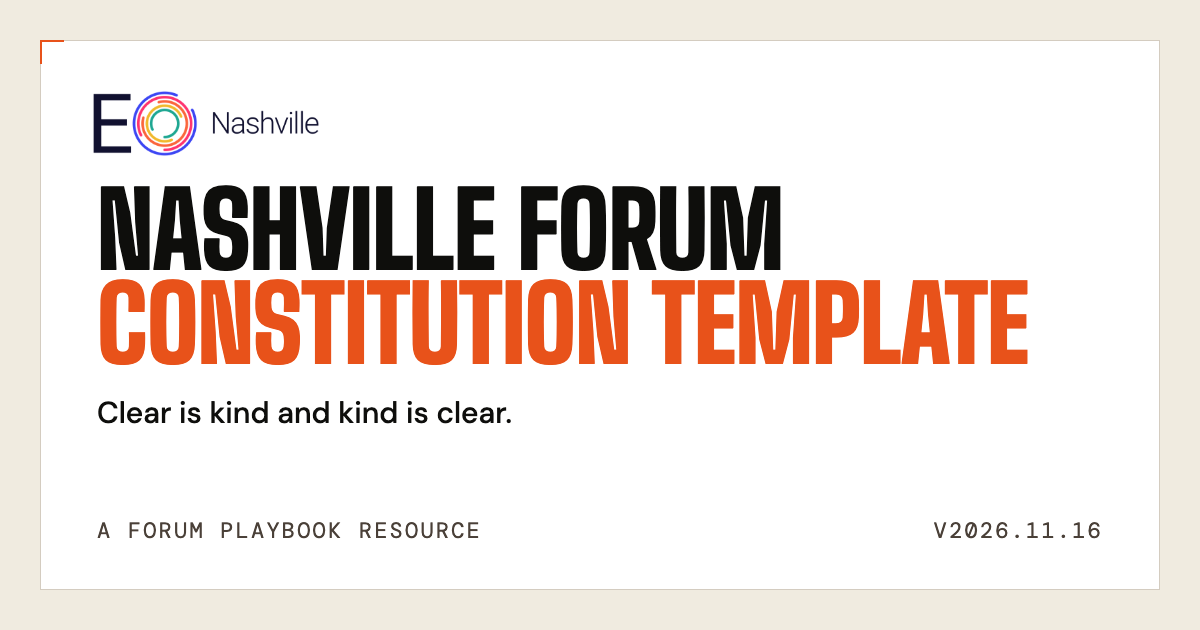 EO Nashville
NASHVILLE FORUM
CONSTITUTION TEMPLATE
Clear is kind and kind is clear.
A FORUM PLAYBOOK RESOURCE
V2026.11.16